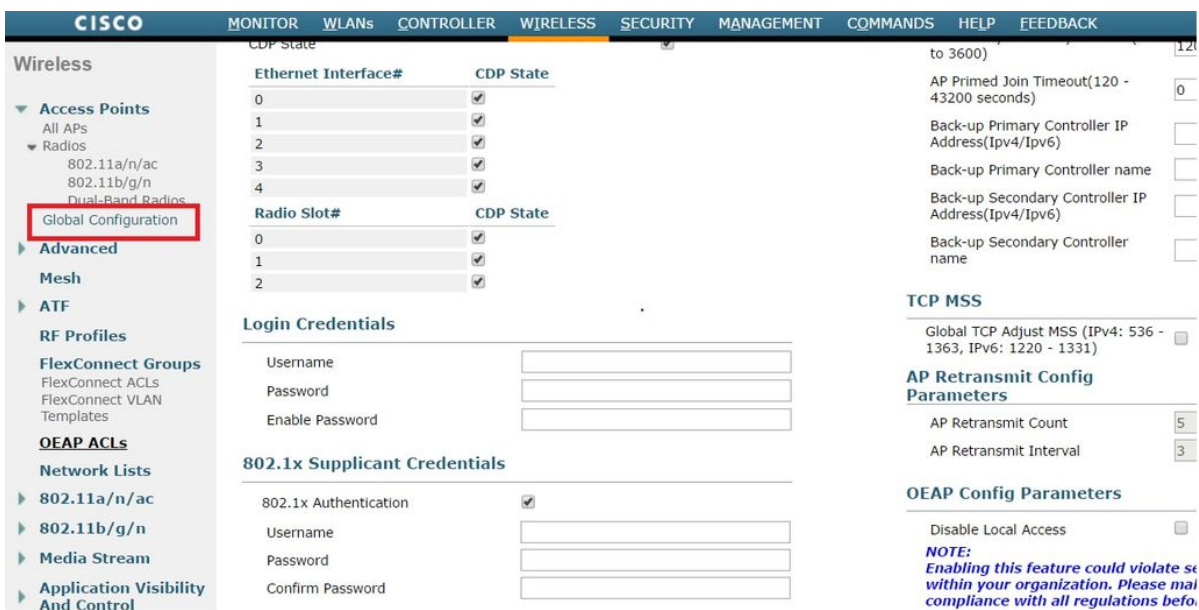 CISCO
MONITOR WLANs CONTROLLER WIRELESS SECURITY MANAGEMENT COMMANDS HELP FEEDBACK
Wireless
Access Points
All APs
Radios
802.11a/n/ac
802.11b/g/n
Dual-Band Radios
Global Configuration
Advanced
Mesh
ATF
RF Profiles
FlexConnect Groups
FlexConnect ACLs
FlexConnect VLAN
Templates
OEAP ACLs
Network Lists
802.11a/n/ac
802.11b/g/n
Media Stream
Application Visibility
And Control
CDP State
Ethernet Interface# CDP State
0
1
2
3
4
Radio Slot# CDP State
0
1
2
Login Credentials
Username
Password
Enable Password
802.1x Supplicant Credentials
802.1x Authentication
Username
Password
Confirm Password
to 3600)
AP Primed Join Timeout(120 -
43200 seconds) 0
Back-up Primary Controller IP
Address(Ipv4/Ipv6)
Back-up Primary Controller name
Back-up Secondary Controller IP
Address(Ipv4/Ipv6)
Back-up Secondary Controller
name
TCP MSS
Global TCP Adjust MSS (IPv4: 536 -
1363, IPv6: 1220 - 1331)
AP Retransmit Config
Parameters
AP Retransmit Count 5
AP Retransmit Interval 3
OEAP Config Parameters
Disable Local Access
NOTE:
Enabling this feature could violate se
within your organization. Please mak
compliance with all regulations befo